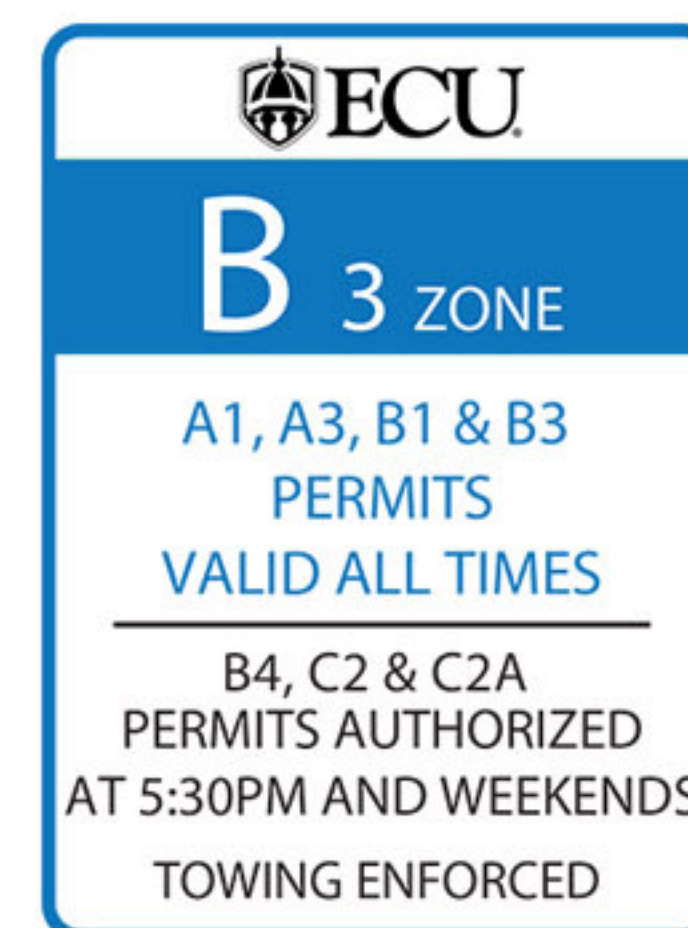 ECU
B 3 ZONE
A1, A3, B1 & B3
PERMITS
VALID ALL TIMES
B4, C2 & C2A
PERMITS AUTHORIZED
AT 5:30PM AND WEEKENDS
TOWING ENFORCED